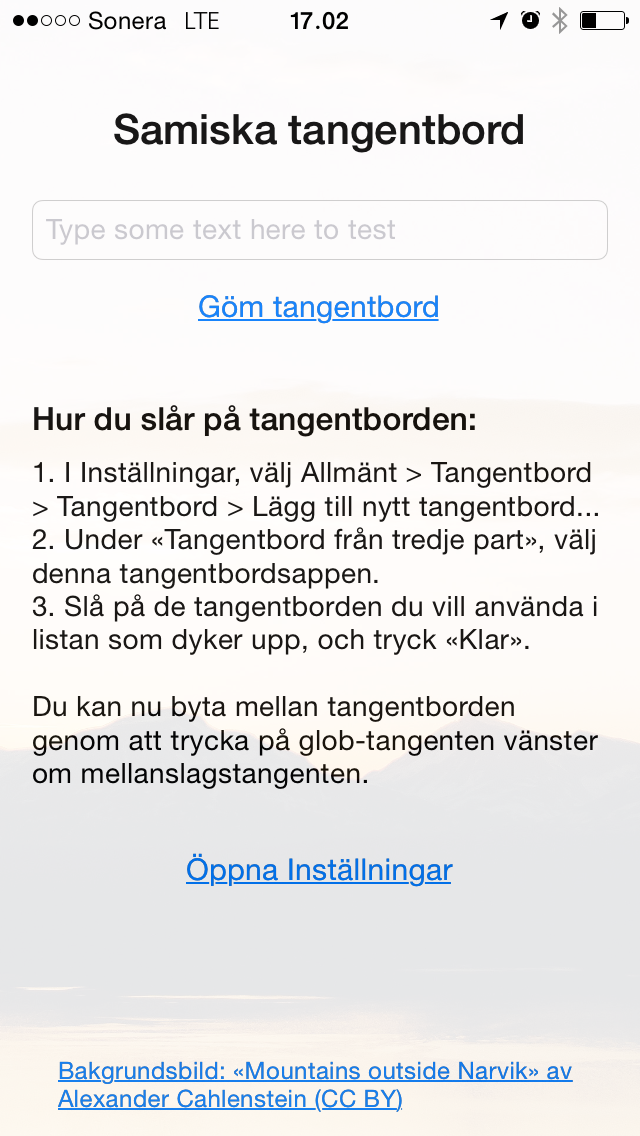 Sonera LTE 17.02
Samiska tangentbord
Type some text here to test
Göm tangentbord
Hur du slår på tangentborden:
1. I Inställningar, välj Allmänt > Tangentbord
> Tangentbord > Lägg till nytt tangentbord...
2. Under «Tangentbord från tredje part», välj
denna tangentbordsappen.
3. Slå på de tangentborden du vill använda i
listan som dyker upp, och tryck «Klar».
Du kan nu byta mellan tangentborden
genom att trycka på glob-tangenten vänster
om mellanslagstangenten.
Öppna Inställningar
Bakgrundsbild: «Mountains outside Narvik» av
Alexander Cahlenstein (CC BY)